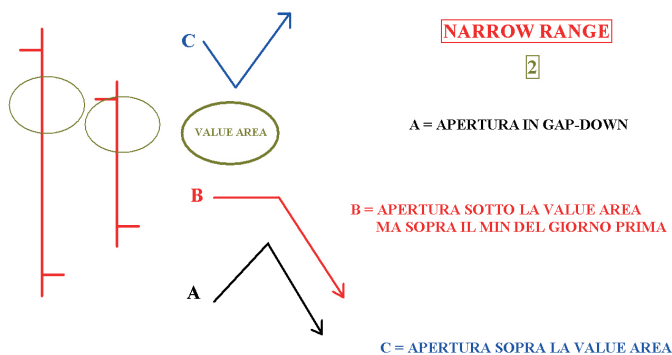 NARROW RANGE
2
C
VALUE AREA
A = APERTURA IN GAP-DOWN
B
B = APERTURA SOTTO LA VALUE AREA
MA SOPRA IL MIN DEL GIORNO PRIMA
A
C = APERTURA SOPRA LA VALUE AREA